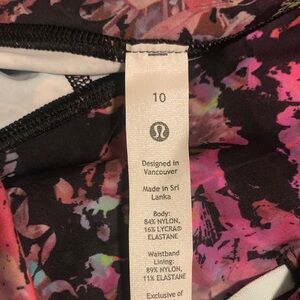 10
Designed in
Vancouver
Made in Sri
Lanka
Body:
84% NYLON,
16% LYCRA®
ELASTANE
Waistband
Lining:
89% NYLON,
11% ELASTANE
Exclusive of